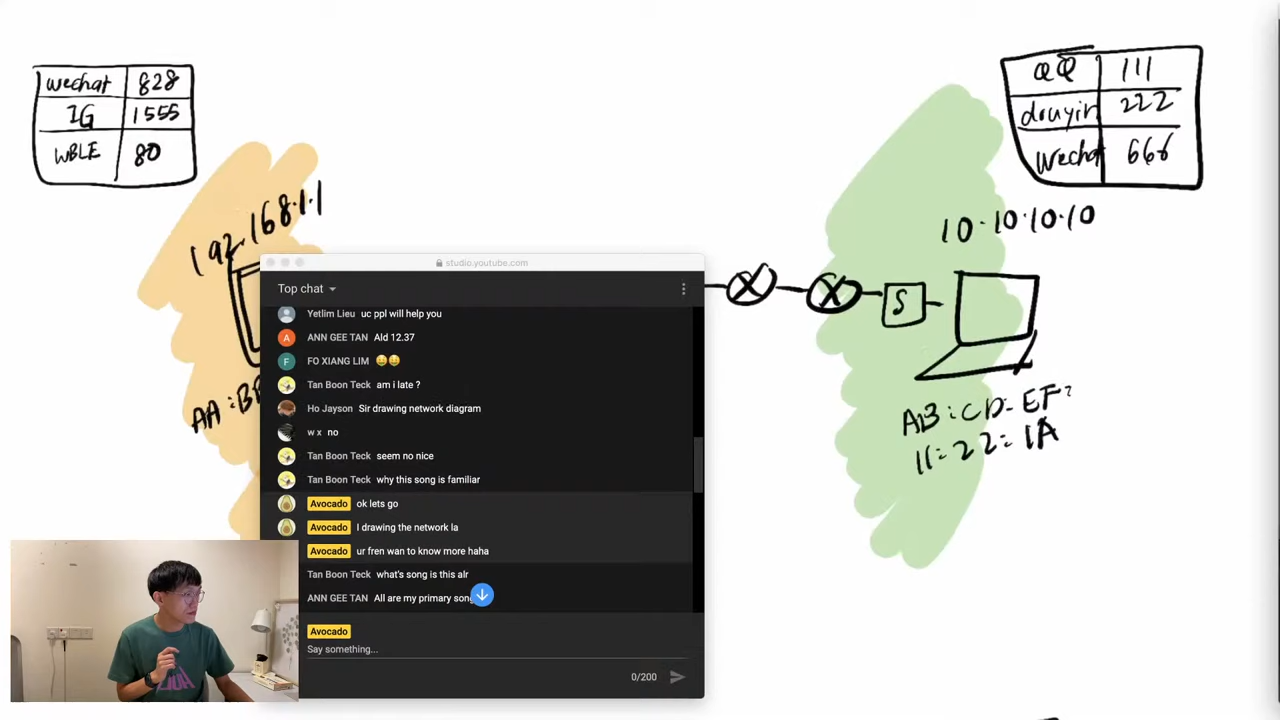 wechat 828
IG 1555
WBLE 80
QQ 111
douyin 222
wechat 666
192.168.1.1
10.10.10.10
S
AB:CD:EF:
11:22:1A
AA:BB
studio.youtube.com
Top chat
Yetlim Lieu uc ppl will help you
ANN GEE TAN Ald 12.37
FO XIANG LIM 😝😝
Tan Boon Teck am i late ?
Ho Jayson Sir drawing network diagram
w x no
Tan Boon Teck seem no nice
Tan Boon Teck why this song is familiar
Avocado ok lets go
Avocado I drawing the network la
Avocado ur fren wan to know more haha
Tan Boon Teck what's song is this alr
ANN GEE TAN All are my primary song
Avocado
Say something...
0/200